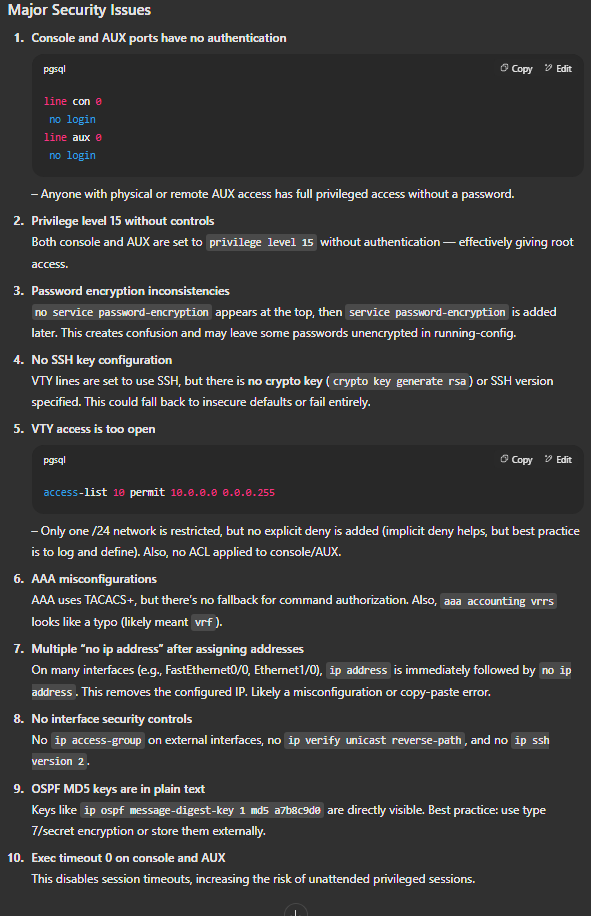 Major Security Issues
1. Console and AUX ports have no authentication
pgsql
Copy
Edit
line con 0
no login
line aux 0
no login
– Anyone with physical or remote AUX access has full privileged access without a password.
2. Privilege level 15 without controls
Both console and AUX are set to privilege level 15 without authentication — effectively giving root
access.
3. Password encryption inconsistencies
no service password-encryption appears at the top, then service password-encryption is added
later. This creates confusion and may leave some passwords unencrypted in running-config.
4. No SSH key configuration
VTY lines are set to use SSH, but there is no crypto key (crypto key generate rsa) or SSH version
specified. This could fall back to insecure defaults or fail entirely.
5. VTY access is too open
pgsql
Copy
Edit
access-list 10 permit 10.0.0.0 0.0.0.255
– Only one /24 network is restricted, but no explicit deny is added (implicit deny helps, but best practice
is to log and define). Also, no ACL applied to console/AUX.
6. AAA misconfigurations
AAA uses TACACS+, but there's no fallback for command authorization. Also, aaa accounting vrrs
looks like a typo (likely meant vrf).
7. Multiple "no ip address" after assigning addresses
On many interfaces (e.g., FastEthernet0/0, Ethernet1/0), ip address is immediately followed by no ip
address. This removes the configured IP. Likely a misconfiguration or copy-paste error.
8. No interface security controls
No ip access-group on external interfaces, no ip verify unicast reverse-path, and no ip ssh
version 2.
9. OSPF MD5 keys are in plain text
Keys like ip ospf message-digest-key 1 md5 a7b8c9d0 are directly visible. Best practice: use type
7/secret encryption or store them externally.
10. Exec timeout 0 on console and AUX
This disables session timeouts, increasing the risk of unattended privileged sessions.